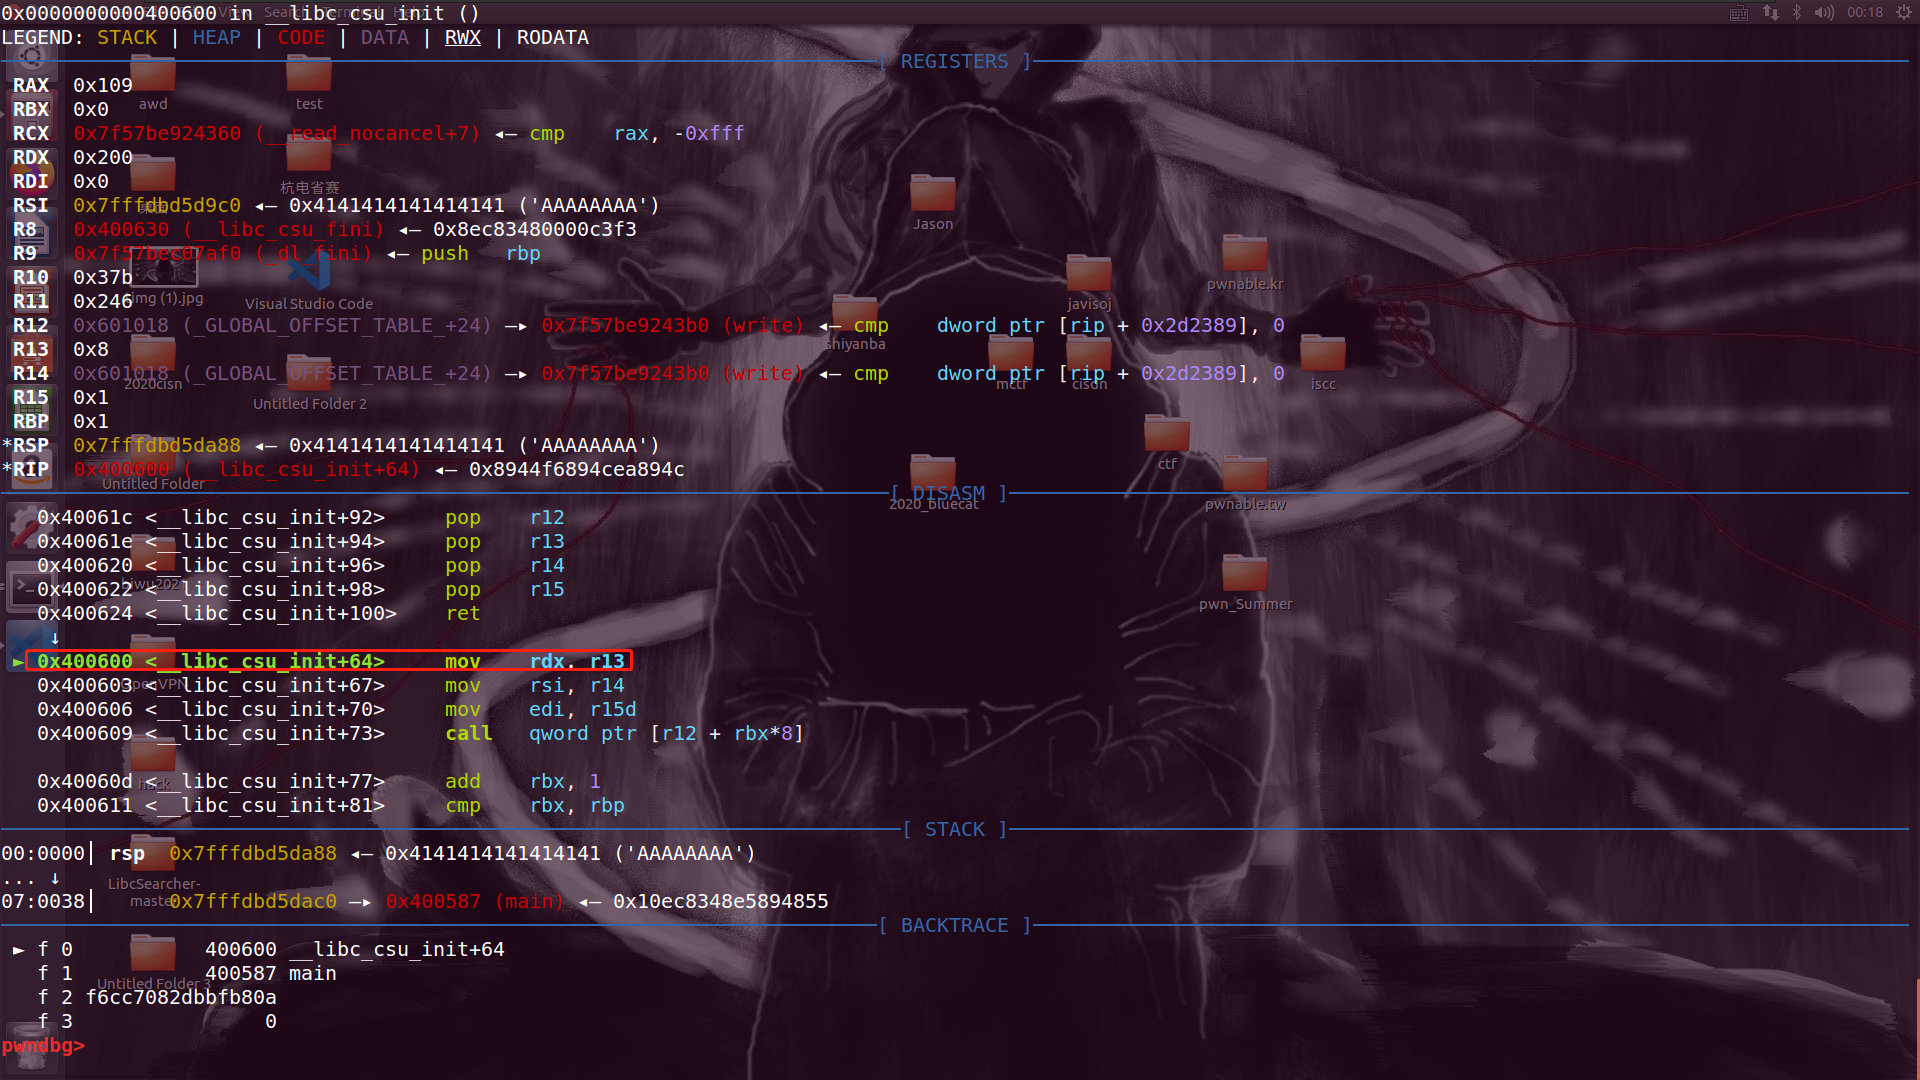 0x0000000000400600 in __libc_csu_init ()
00:18
LEGEND: STACK | HEAP | CODE | DATA | RWX | RODATA
[ REGISTERS ]
RAX 0x109
RBX 0x0
RCX 0x7f57be924360 (__read_nocancel+7) ◂— cmp rax, -0xfff
RDX 0x200
RDI 0x0
RSI 0x7fffdbd5d9c0 ◂— 0x4141414141414141 ('AAAAAAAA')
R8 0x400630 (__libc_csu_fini) ◂— 0x8ec83480000c3f3
R9 0x7f57bec07af0 (_dl_fini) ◂— push rbp
R10 0x37b
R11 0x246
R12 0x601018 (_GLOBAL_OFFSET_TABLE_+24) —▸ 0x7f57be9243b0 (write) ◂— cmp dword ptr [rip + 0x2d2389], 0
R13 0x8
R14 0x601018 (_GLOBAL_OFFSET_TABLE_+24) —▸ 0x7f57be9243b0 (write) ◂— cmp dword ptr [rip + 0x2d2389], 0
R15 0x1
RBP 0x1
*RSP 0x7fffdbd5da88 ◂— 0x4141414141414141 ('AAAAAAAA')
*RIP 0x400600 (__libc_csu_init+64) ◂— 0x8944f6894cea894c
[ DISASM ]
0x40061c <__libc_csu_init+92> pop r12
0x40061e <__libc_csu_init+94> pop r13
0x400620 <__libc_csu_init+96> pop r14
0x400622 <__libc_csu_init+98> pop r15
0x400624 <__libc_csu_init+100> ret
↓
► 0x400600 <__libc_csu_init+64> mov rdx, r13
0x400603 <__libc_csu_init+67> mov rsi, r14
0x400606 <__libc_csu_init+70> mov edi, r15d
0x400609 <__libc_csu_init+73> call qword ptr [r12 + rbx*8]
0x40060d <__libc_csu_init+77> add rbx, 1
0x400611 <__libc_csu_init+81> cmp rbx, rbp
[ STACK ]
00:0000│ rsp 0x7fffdbd5da88 ◂— 0x4141414141414141 ('AAAAAAAA')
... ↓
07:0038│ 0x7fffdbd5dac0 —▸ 0x400587 (main) ◂— 0x10ec8348e5894855
[ BACKTRACE ]
► f 0 400600 __libc_csu_init+64
f 1 400587 main
f 2 f6cc7082dbbfb80a
f 3 0
pwndbg>
awd
test
杭电省赛
img (1).jpg
Visual Studio Code
2020cisn
Untitled Folder 2
Untitled Folder
OpenVPN
hack
LibcSearcher-
master
Untitled Folder 3
Jason
javisoj
pwnable.kr
shiyanba
mctf
ciscn
iscc
ctf
2020_bluecat
pwnable.tw
pwn_Summer